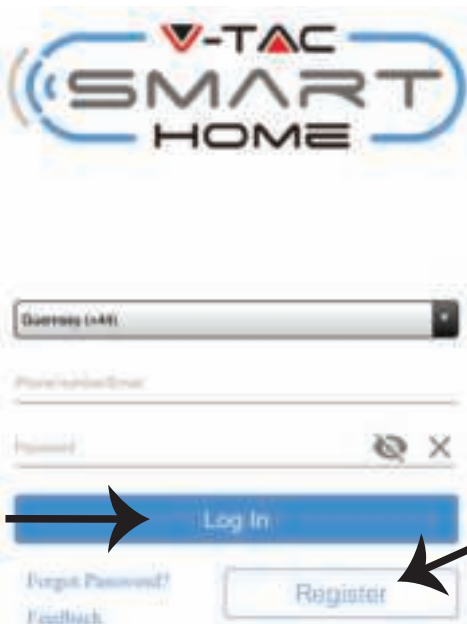 V-TAC
SMART
HOME
Guernsey (+44)
Phone number/Email
Password
Log In
Forgot Password?
Register
Feedback